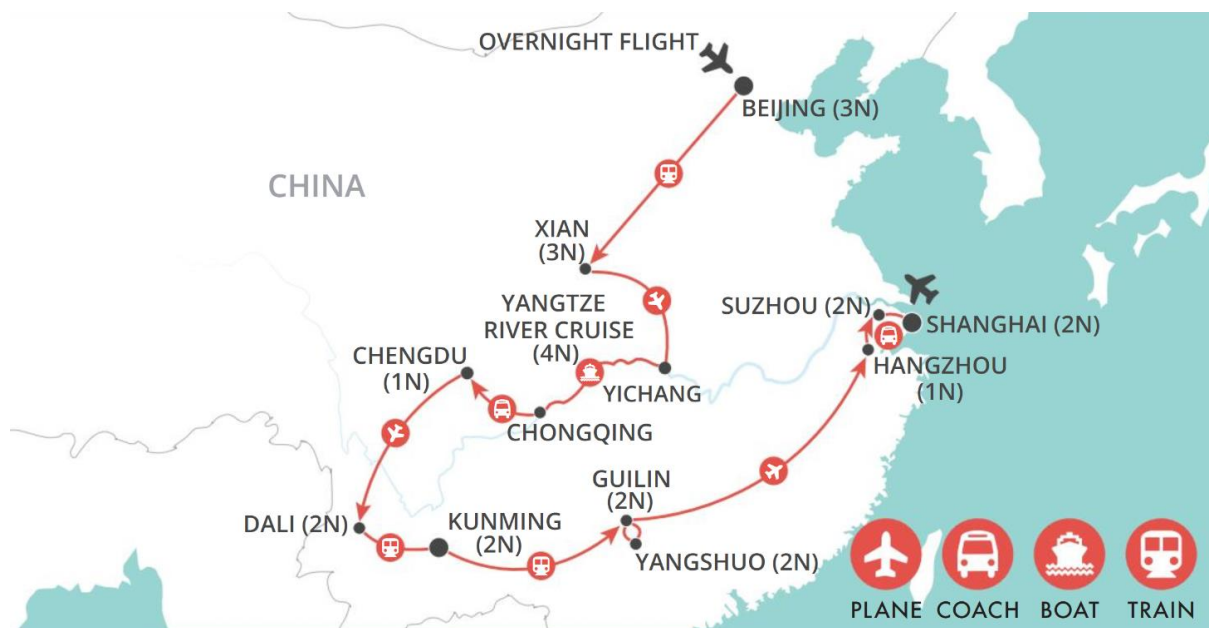 OVERNIGHT FLIGHT
BEIJING (3N)
CHINA
XIAN
(3N)
YANGTZE
RIVER CRUISE
(4N)
SUZHOU (2N)
SHANGHAI (2N)
HANGZHOU
(1N)
CHENGDU
(1N)
YICHANG
CHONGQING
GUILIN
(2N)
DALI (2N)
KUNMING
(2N)
YANGSHUO (2N)
PLANE
COACH
BOAT
TRAIN